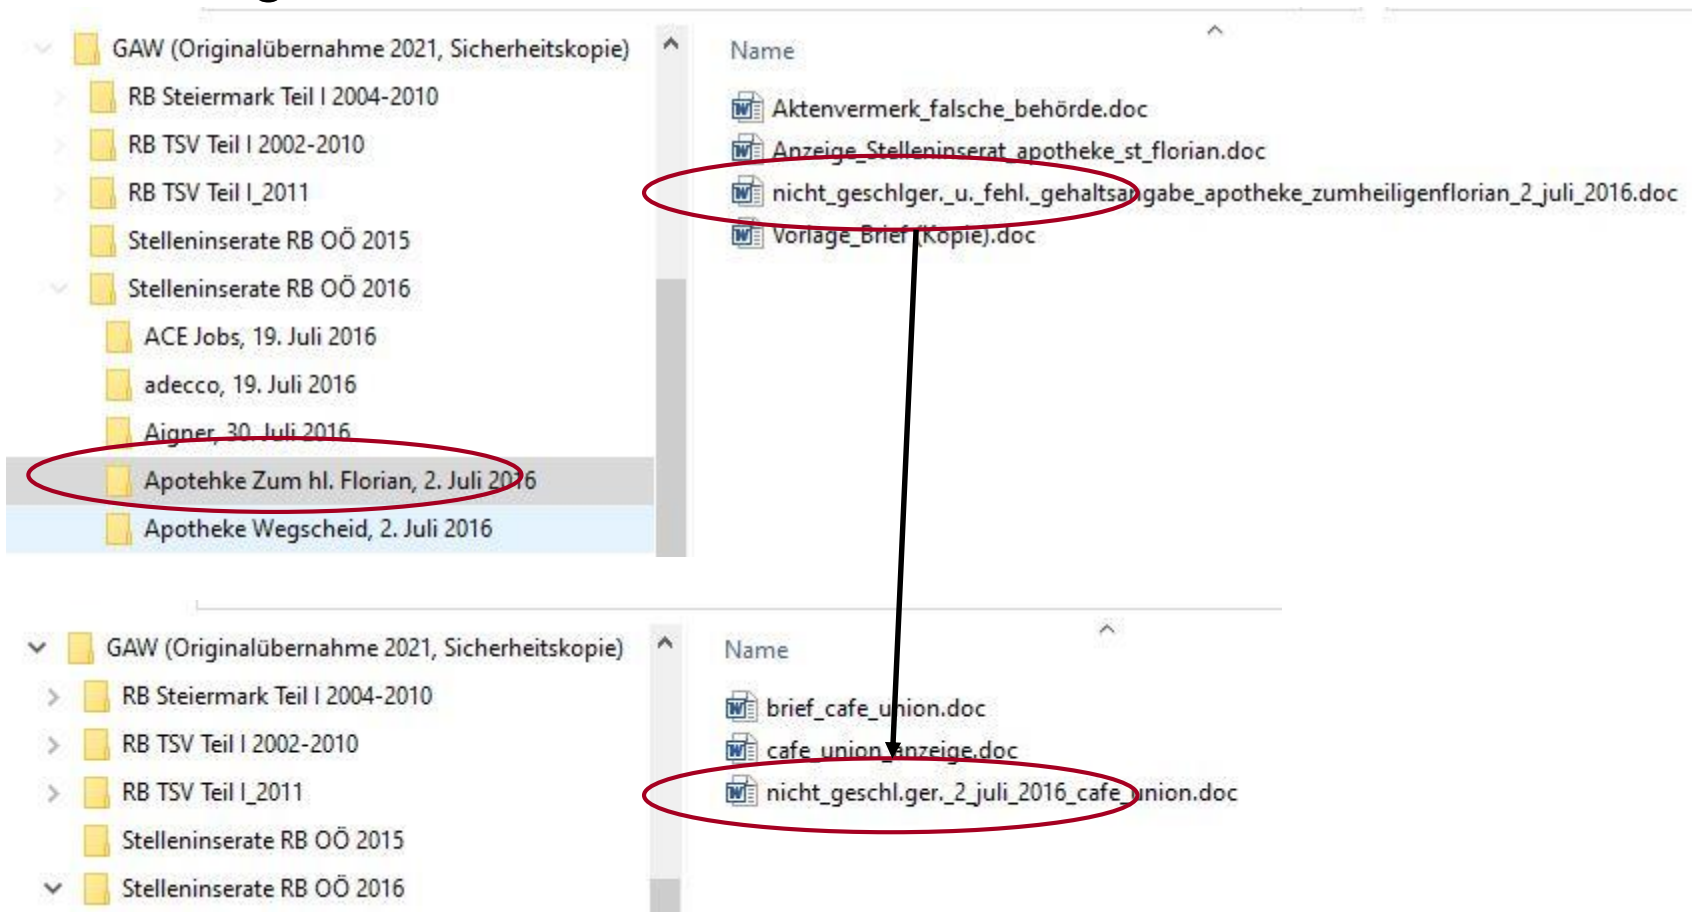 GAW (Originalübernahme 2021, Sicherheitskopie)
RB Steiermark Teil I 2004-2010
RB TSV Teil I 2002-2010
RB TSV Teil I_2011
Stelleninserate RB OÖ 2015
Stelleninserate RB OÖ 2016
ACE Jobs, 19. Juli 2016
adecco, 19. Juli 2016
Aigner, 30. Juli 2016
Apotehke Zum hl. Florian, 2. Juli 2016
Apotheke Wegscheid, 2. Juli 2016
Name
Aktenvermerk_falsche_behörde.doc
Anzeige_Stelleninserat_apotheke_st_florian.doc
nicht_geschlger._u._fehl._gehaltsangabe_apotheke_zumheiligenflorian_2_juli_2016.doc
Vorlage_Brief (Kopie).doc
GAW (Originalübernahme 2021, Sicherheitskopie)
RB Steiermark Teil I 2004-2010
RB TSV Teil I 2002-2010
RB TSV Teil I_2011
Stelleninserate RB OÖ 2015
Stelleninserate RB OÖ 2016
Name
brief_cafe_union.doc
cafe_union_anzeige.doc
nicht_geschl.ger._2_juli_2016_cafe_union.doc